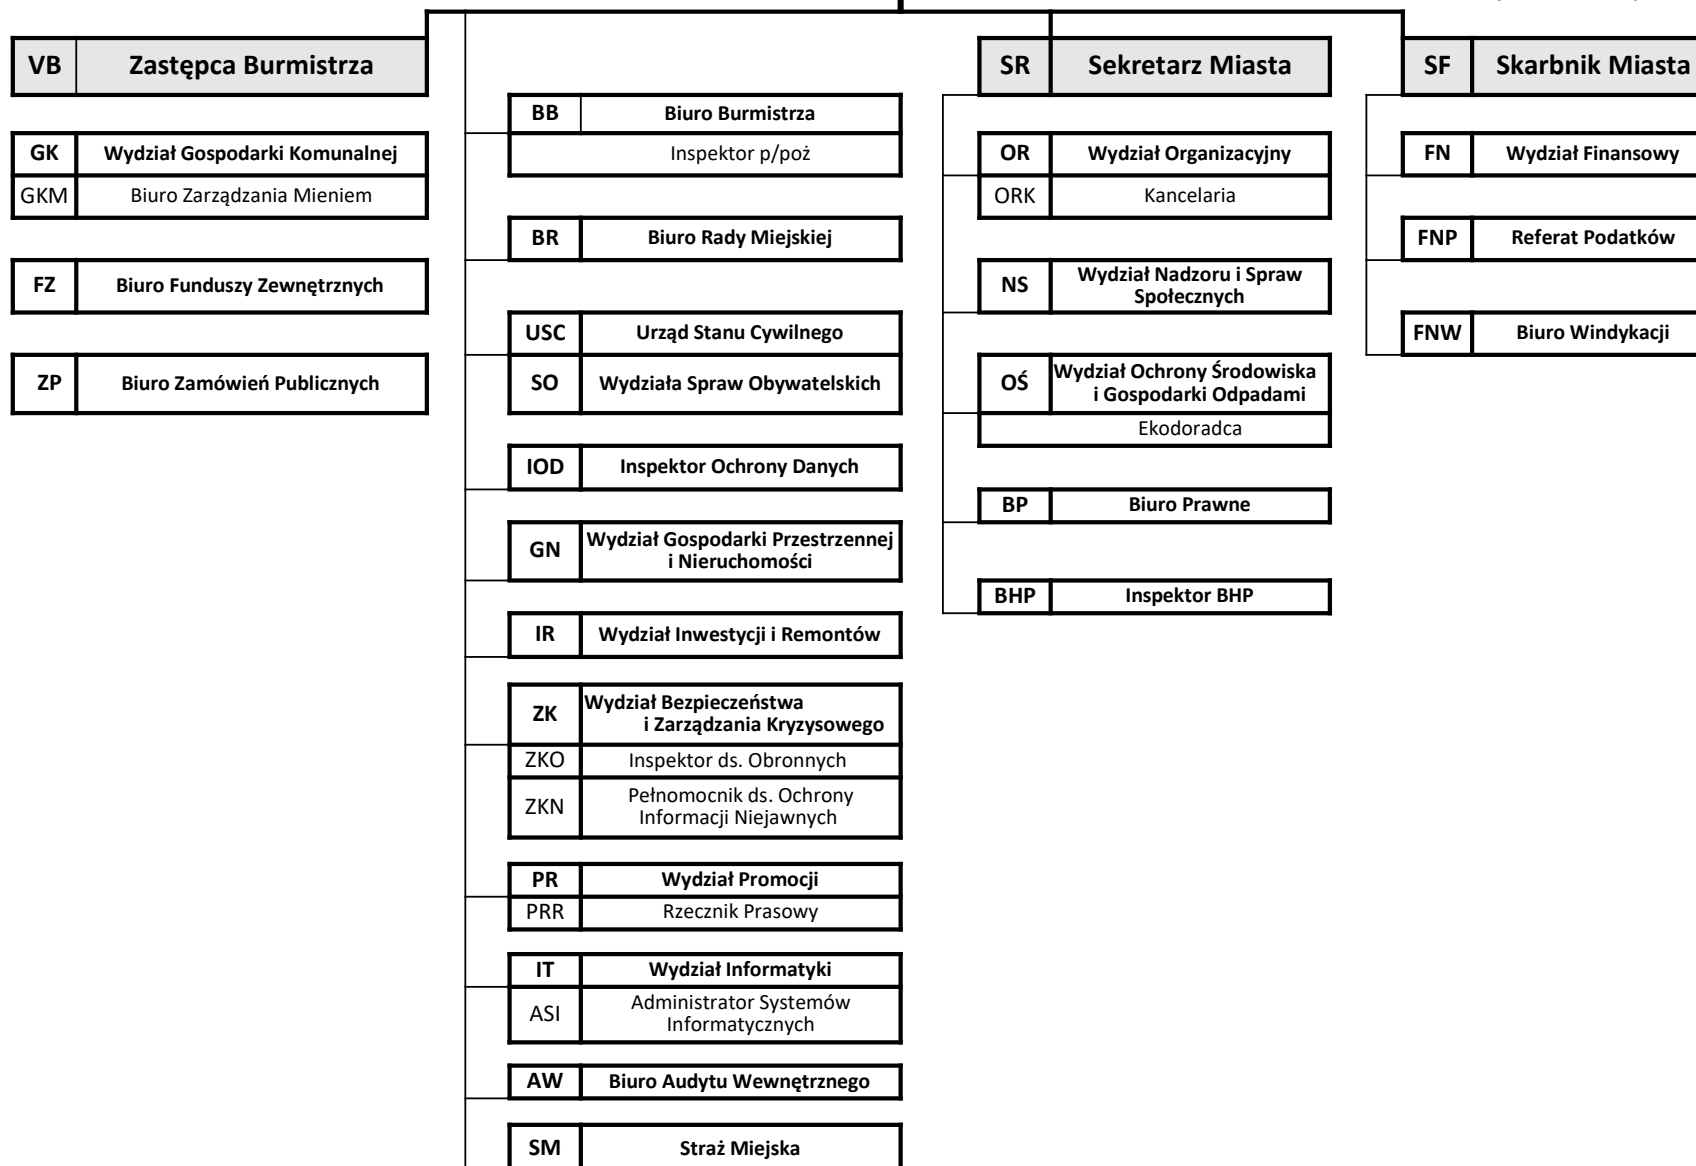 VB Zastępca Burmistrza
GK Wydział Gospodarki Komunalnej
GKM Biuro Zarządzania Mieniem
FZ Biuro Funduszy Zewnętrznych
ZP Biuro Zamówień Publicznych
BB Biuro Burmistrza
Inspektor p/poż
BR Biuro Rady Miejskiej
USC Urząd Stanu Cywilnego
SO Wydziała Spraw Obywatelskich
IOD Inspektor Ochrony Danych
GN Wydział Gospodarki Przestrzennej
i Nieruchomości
IR Wydział Inwestycji i Remontów
ZK Wydział Bezpieczeństwa
i Zarządzania Kryzysowego
ZKO Inspektor ds. Obronnych
ZKN Pełnomocnik ds. Ochrony
Informacji Niejawnych
PR Wydział Promocji
PRR Rzecznik Prasowy
IT Wydział Informatyki
ASI Administrator Systemów
Informatycznych
AW Biuro Audytu Wewnętrznego
SM Straż Miejska
SR Sekretarz Miasta
OR Wydział Organizacyjny
ORK Kancelaria
NS Wydział Nadzoru i Spraw
Społecznych
OŚ Wydział Ochrony Środowiska
i Gospodarki Odpadami
Ekodoradca
BP Biuro Prawne
BHP Inspektor BHP
SF Skarbnik Miasta
FN Wydział Finansowy
FNP Referat Podatków
FNW Biuro Windykacji